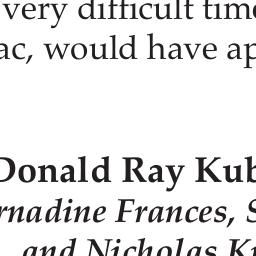 very difficult time
ac, would have ap
Donald Ray Kub
rnadine Frances, S
and Nicholas K